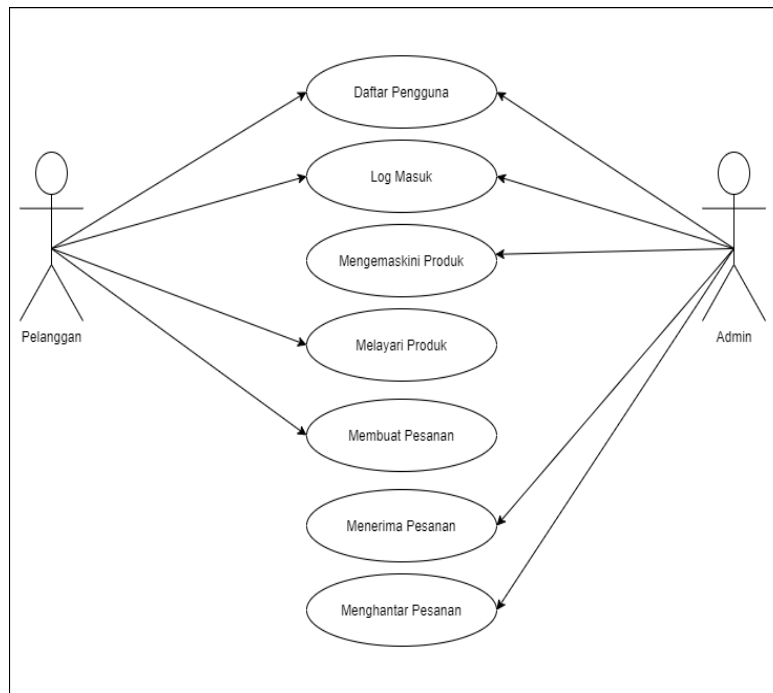 Daftar Pengguna
Log Masuk
Mengemaskini Produk
Pelanggan
Melayari Produk
Admin
Membuat Pesanan
Menerima Pesanan
Menghantar Pesanan